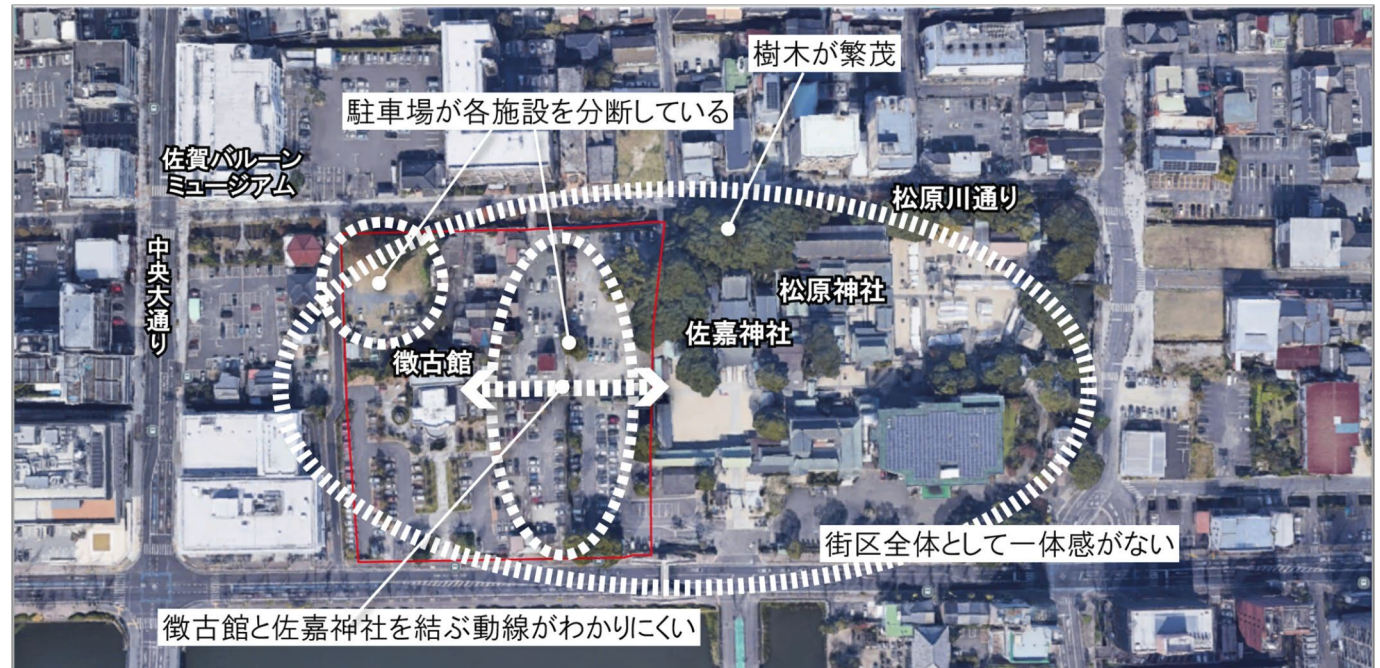 樹木が繁茂
駐車場が各施設を分断している
佐賀バルーン
ミュージアム
松原川通り
中央大通り
松原神社
佐嘉神社
徴古館
街区全体として一体感がない
徴古館と佐嘉神社を結ぶ動線がわかりにくい